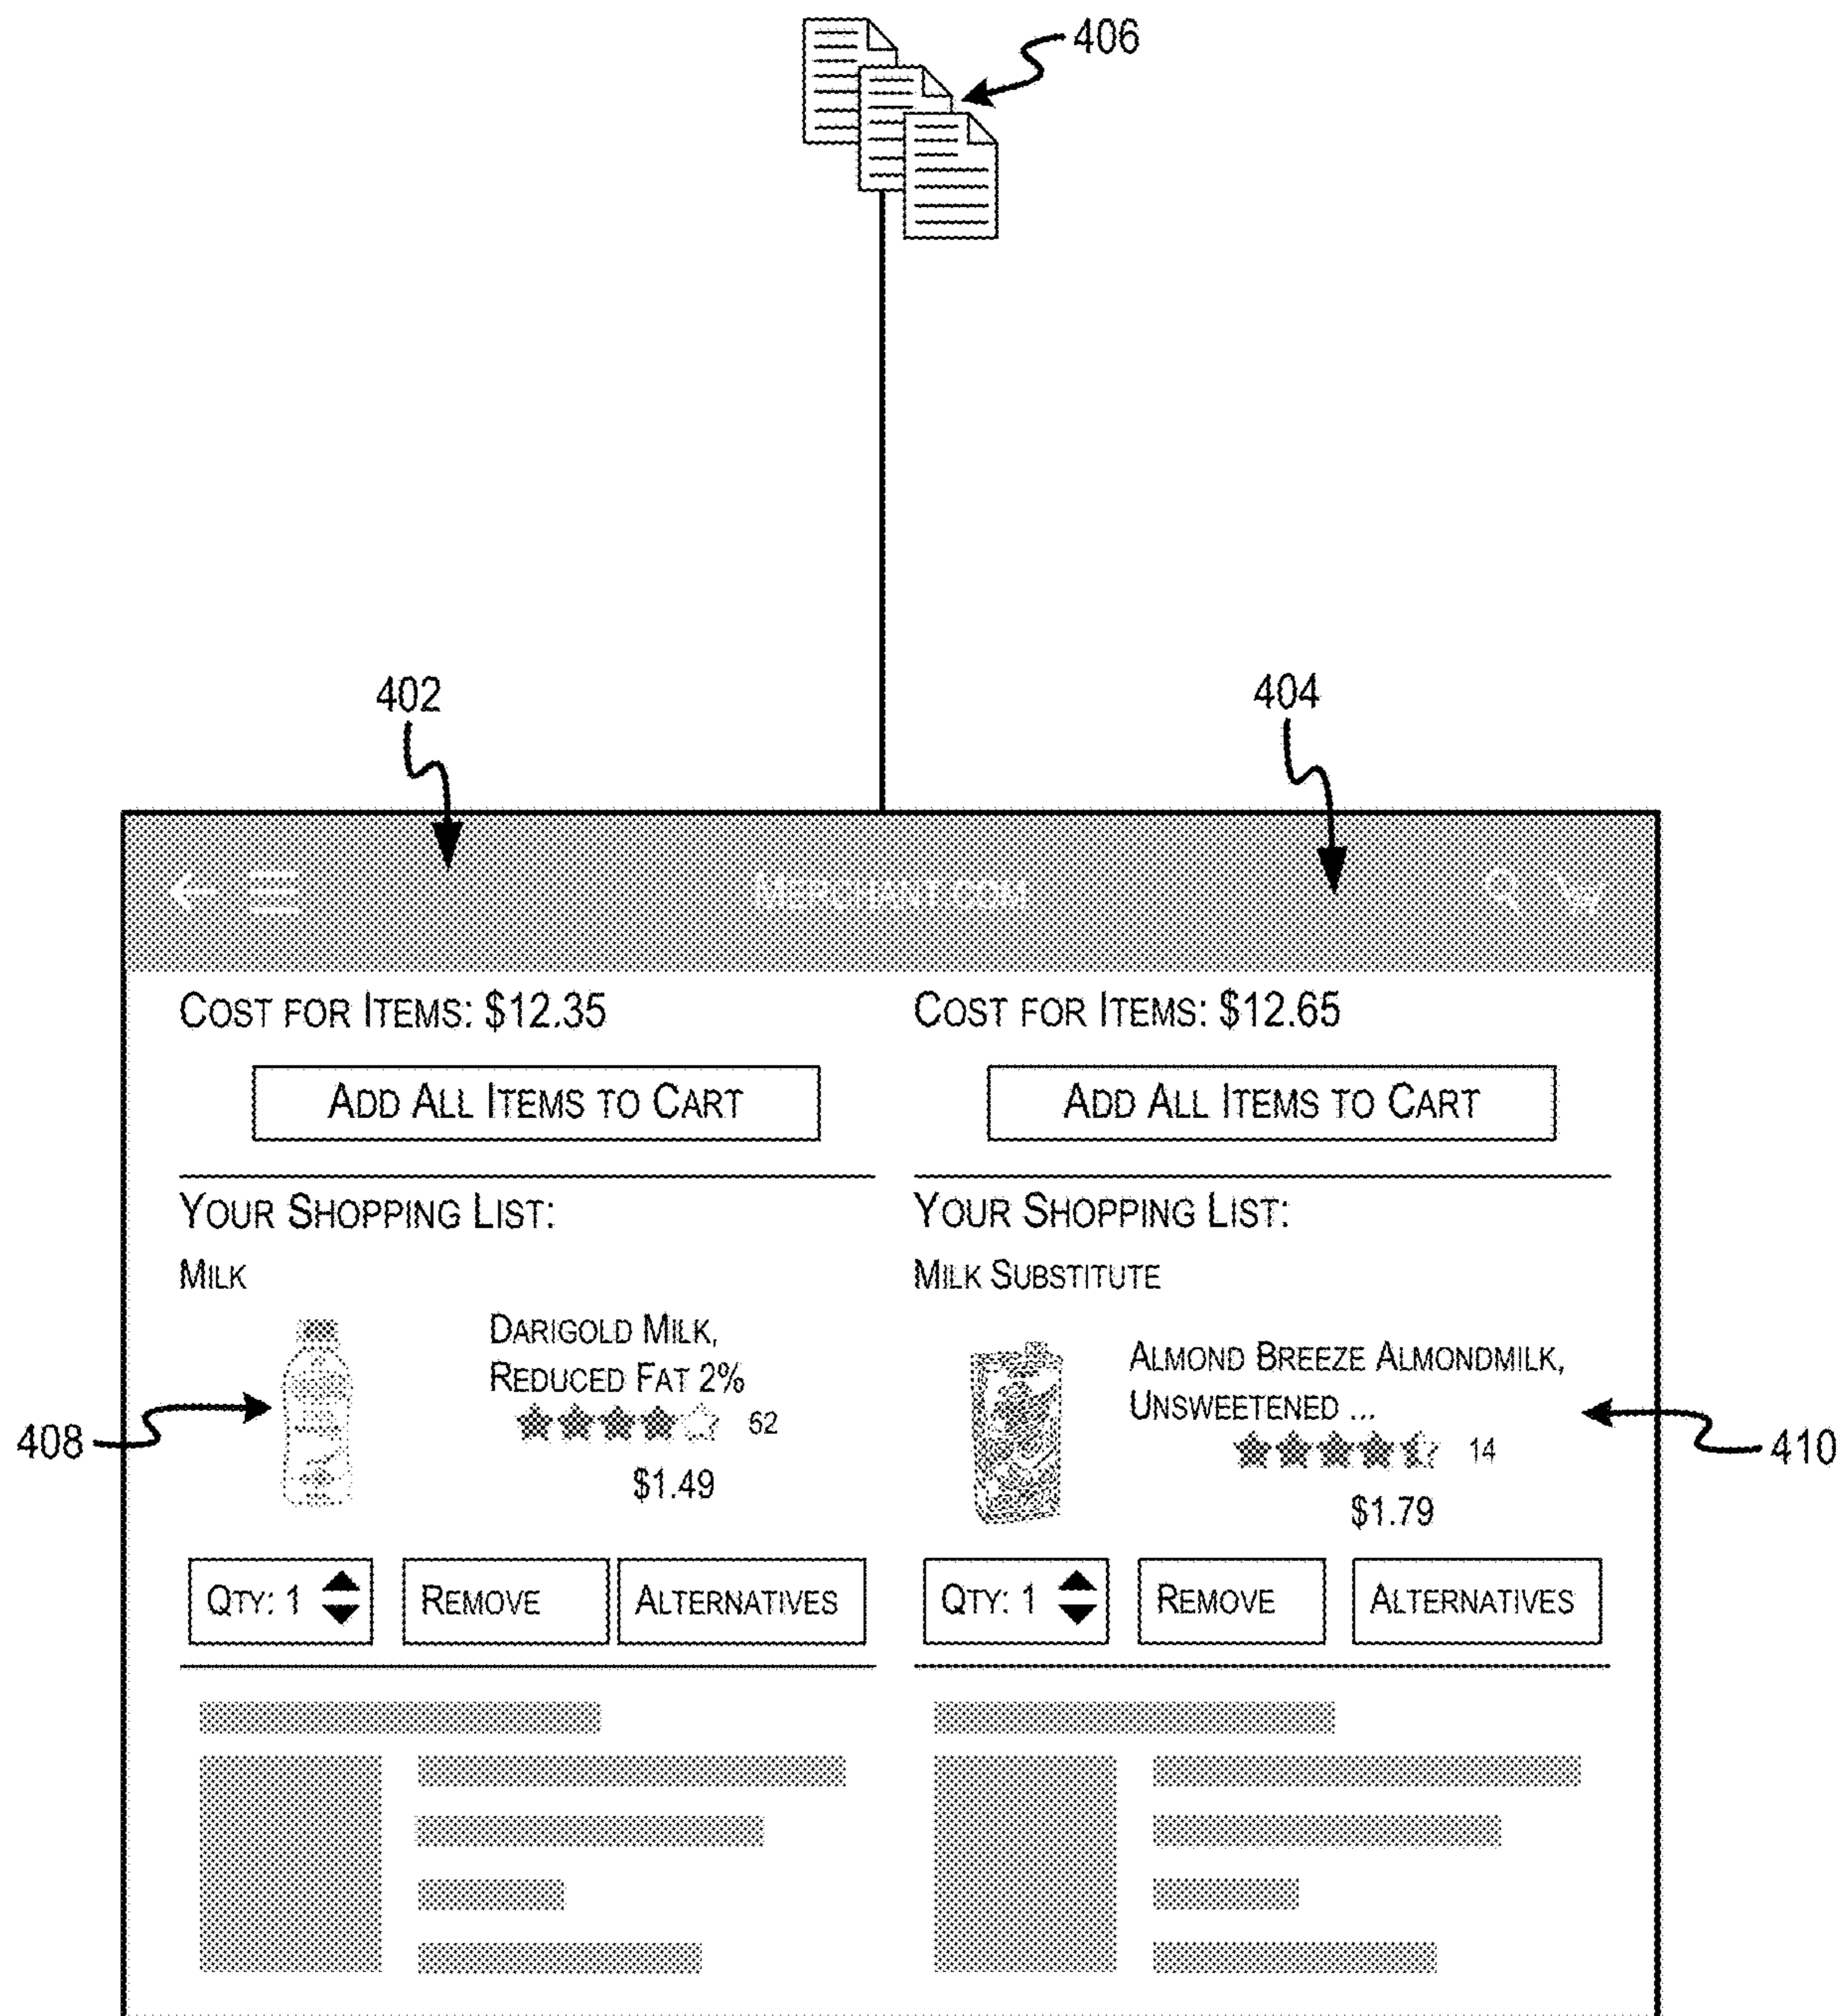 406
402
404
MERCHANT.COM
COST FOR ITEMS: $12.35
ADD ALL ITEMS TO CART
YOUR SHOPPING LIST:
MILK
DARIGOLD MILK,
REDUCED FAT 2%
52
$1.49
408
QTY: 1
REMOVE
ALTERNATIVES
COST FOR ITEMS: $12.65
ADD ALL ITEMS TO CART
YOUR SHOPPING LIST:
MILK SUBSTITUTE
ALMOND BREEZE ALMONDMILK,
UNSWEETENED ...
14
$1.79
410
QTY: 1
REMOVE
ALTERNATIVES